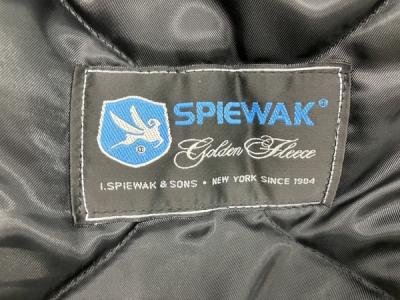 SPIEWAK®
Golden Fleece
I.SPIEWAK & SONS • NEW YORK SINCE 1904